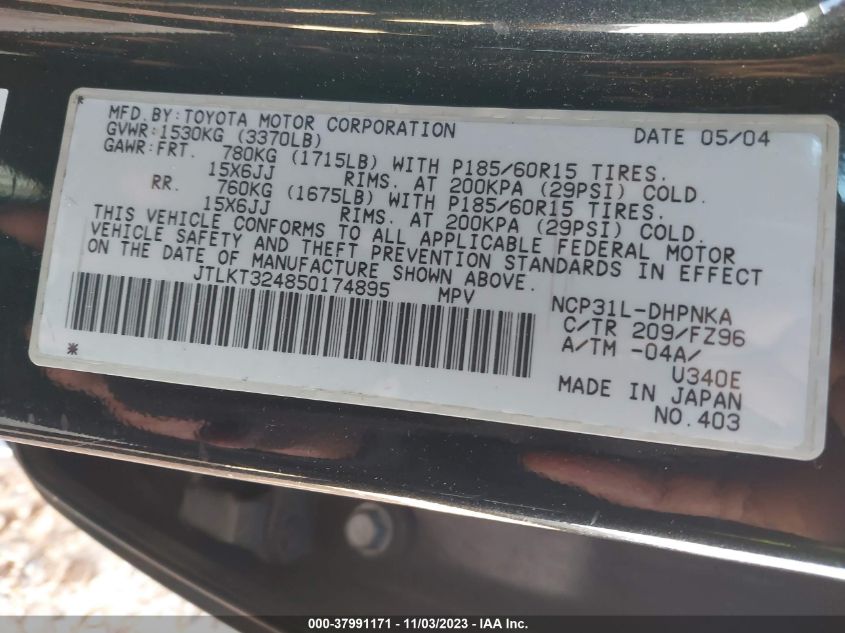 MFD.BY:TOYOTA MOTOR CORPORATION DATE 05/04
GVWR:1530KG (3370LB)
GAWR:FRT. 780KG (1715LB) WITH P185/60R15 TIRES.
15X6JJ RIMS. AT 200KPA (29PSI) COLD.
RR. 760KG (1675LB) WITH P185/60R15 TIRES.
15X6JJ RIMS. AT 200KPA (29PSI) COLD.
THIS VEHICLE CONFORMS TO ALL APPLICABLE FEDERAL MOTOR
VEHICLE SAFETY AND THEFT PREVENTION STANDARDS IN EFFECT
ON THE DATE OF MANUFACTURE SHOWN ABOVE.
JTLKT324850174895 MPV
NCP31L-DHPNKA
C/TR 209/FZ96
A/TM -04A/
U340E
MADE IN JAPAN
NO.403
000-37991171 - 11/03/2023 - IAA Inc.